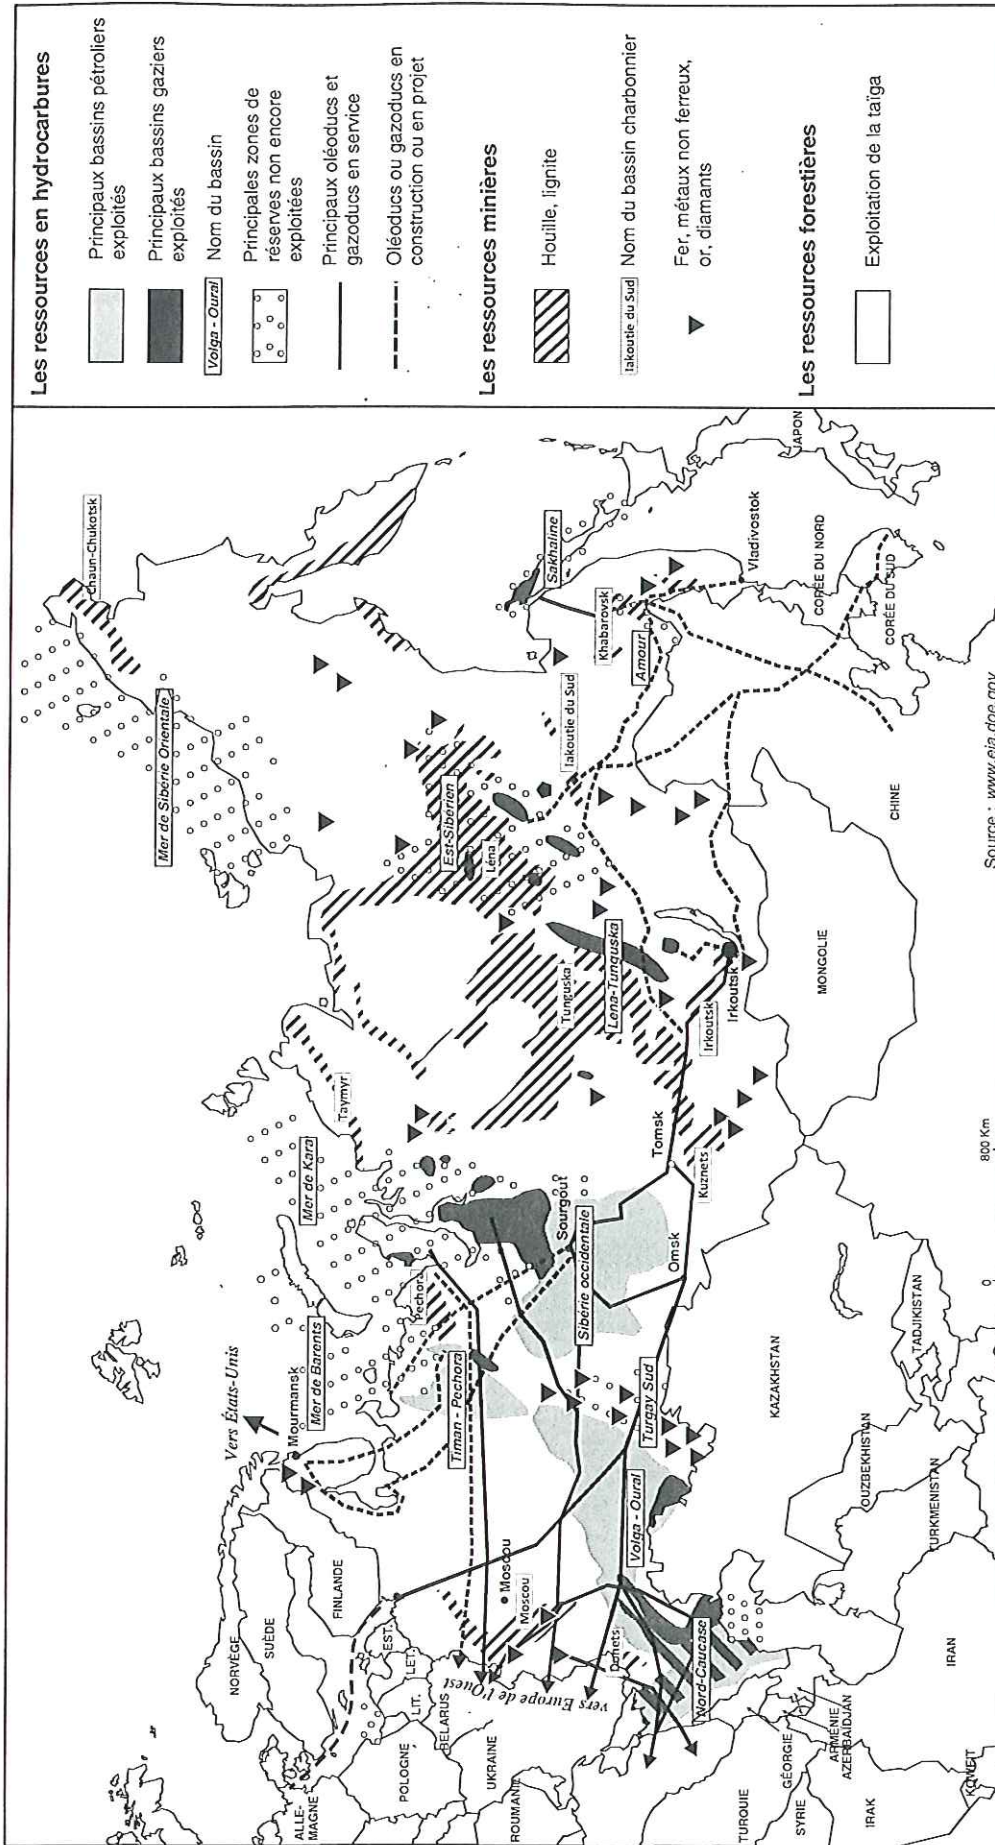 Les ressources en hydrocarbures
Principaux bassins pétroliers
exploités
Principaux bassins gaziers
exploités
Volga - Oural
Nom du bassin
Principales zones de
réserves non encore
exploitées
Principaux oléoducs et
gazoducs en service
Oléoducs ou gazoducs en
construction ou en projet
Les ressources minières
Houille, lignite
Iakoutie du Sud
Nom du bassin charbonnier
Fer, métaux non ferreux,
or, diamants
Les ressources forestières
Exploitation de la taïga
Vers États-Unis
Mourmansk
Mer de Barents
Mer de Kara
Taymyr
Mer de Sibérie Orientale
Chaun-Chukotsk
NORVÈGE
SUÈDE
FINLANDE
EST.
LET.
LIT.
BELARUS
POLOGNE
ALLE-
MAGNE
UKRAINE
ROUMANIE
Moscou
Moscou
vers Europe de l'Ouest
Donets
Timan - Pechora
Pechora
Volga - Oural
Nord-Caucase
Turgay Sud
Sibérie occidentale
Sourgout
Omsk
Tomsk
Kuznets
Tunguska
Lena-Tunguska
Léna
Est-Sibérien
Irkoutsk
Irkoutsk
Iakoutie du Sud
Khabarovsk
Amour
Sakhaline
Vladivostok
JAPON
CORÉE DU NORD
CORÉE DU SUD
CHINE
MONGOLIE
KAZAKHSTAN
OUZBEKHISTAN
TURKMENISTAN
TADJIKISTAN
TURQUIE
SYRIE
GÉORGIE
ARMÉNIE
AZERBAÏDJAN
IRAK
IRAN
KOWEIT
0
800 Km
Source : www.eia.doe.gov